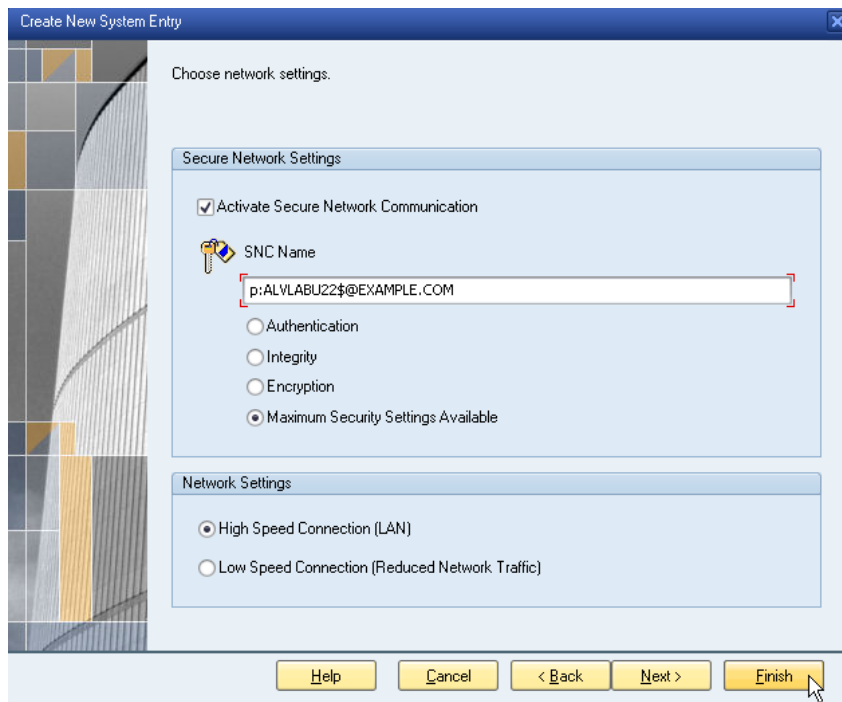 Create New System Entry
Choose network settings.
Secure Network Settings
Activate Secure Network Communication
SNC Name
p:ALVLABU22$@EXAMPLE.COM
Authentication
Integrity
Encryption
Maximum Security Settings Available
Network Settings
High Speed Connection (LAN)
Low Speed Connection (Reduced Network Traffic)
Help Cancel < Back Next > Finish